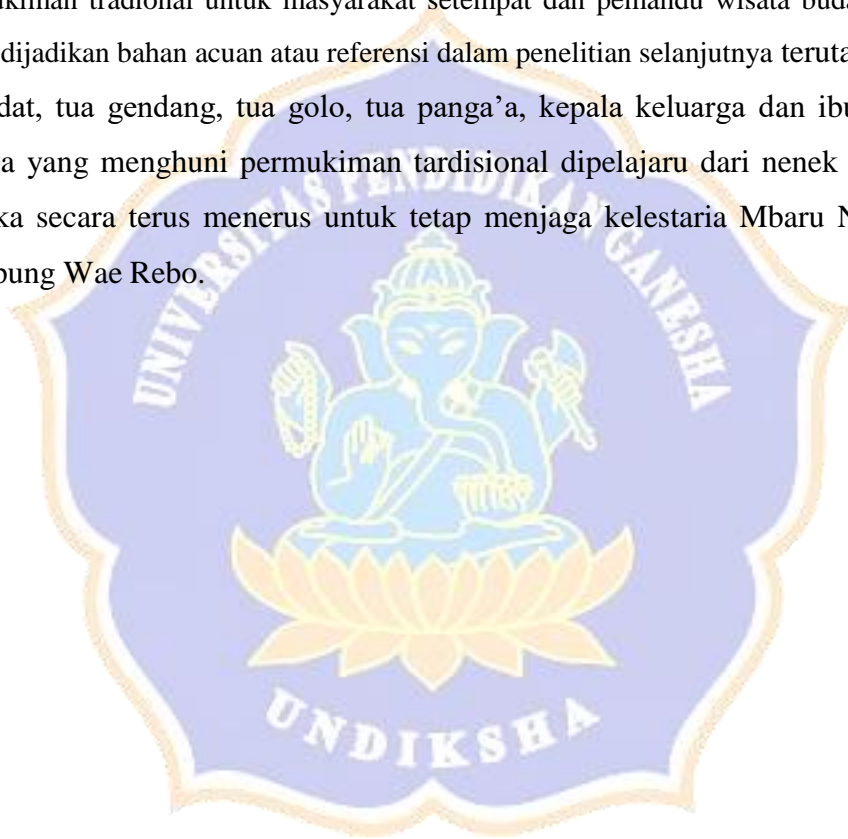 ukiman tradional untuk masyarakat setempat dan pemandu wisata buda
dijadikan bahan acuan atau referensi dalam penelitian selanjutnya teruta
dat, tua gendang, tua golo, tua panga’a, kepala keluarga dan ibu
a yang menghuni permukiman tardisional dipelajaru dari nenek
ka secara terus menerus untuk tetap menjaga kelestaria Mbaru N
pung Wae Rebo.
UNIVERSITAS PENDIDIKAN GANESHA
UNDIKSHA